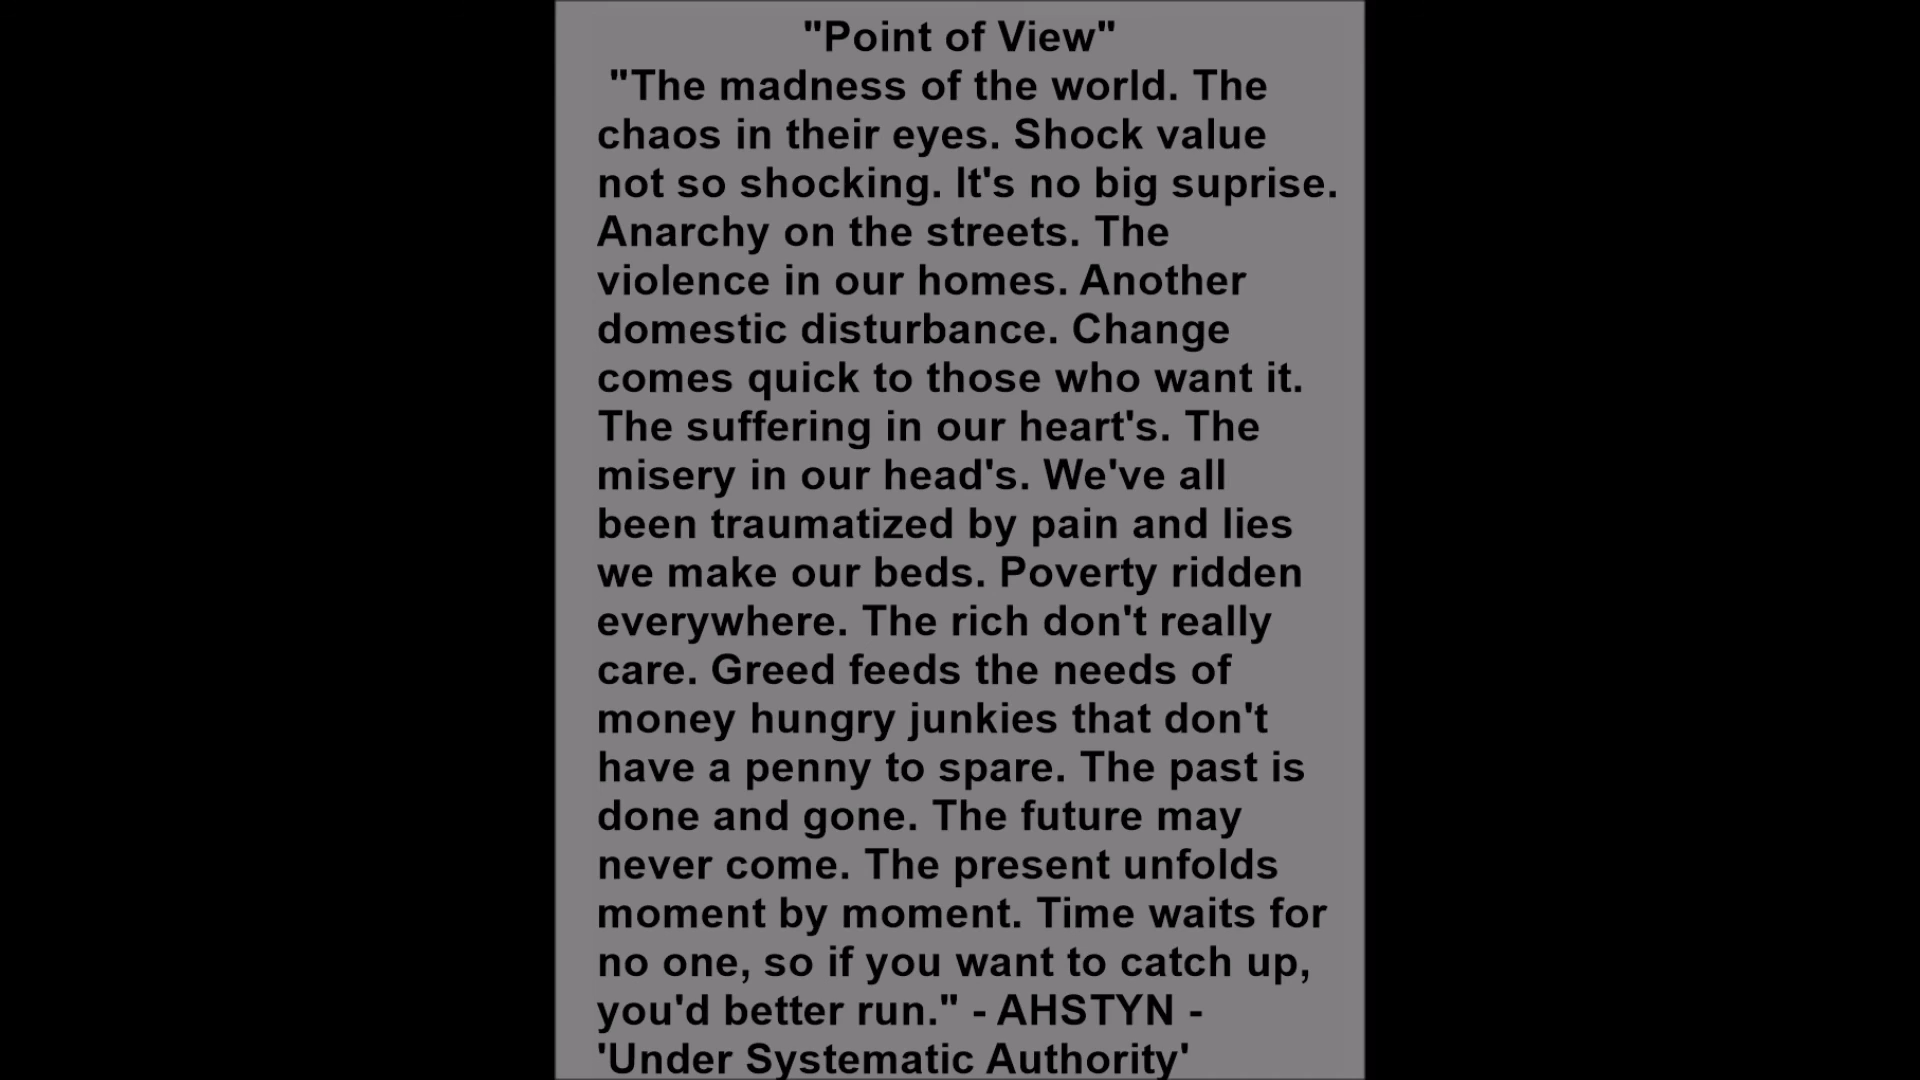 "Point of View"
"The madness of the world. The
chaos in their eyes. Shock value
not so shocking. It's no big suprise.
Anarchy on the streets. The
violence in our homes. Another
domestic disturbance. Change
comes quick to those who want it.
The suffering in our heart's. The
misery in our head's. We've all
been traumatized by pain and lies
we make our beds. Poverty ridden
everywhere. The rich don't really
care. Greed feeds the needs of
money hungry junkies that don't
have a penny to spare. The past is
done and gone. The future may
never come. The present unfolds
moment by moment. Time waits for
no one, so if you want to catch up,
you'd better run." - AHSTYN -
'Under Systematic Authority'